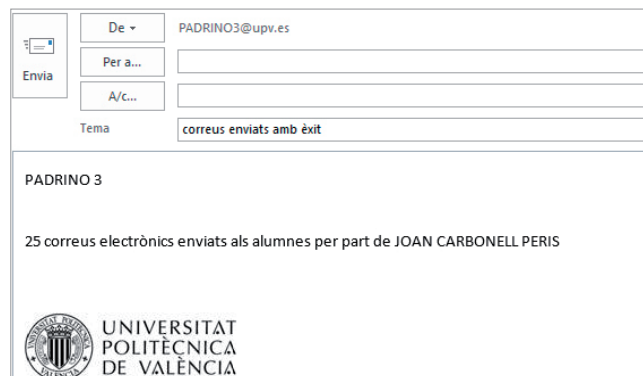 De
PADRINO3@upv.es
Envia
Per a...
A/c...
Tema
correus enviats amb èxit
PADRINO 3
25 correus electrònics enviats als alumnes per part de JOAN CARBONELL PERIS
UNIVERSITAT
POLITÈCNICA
DE VALÈNCIA